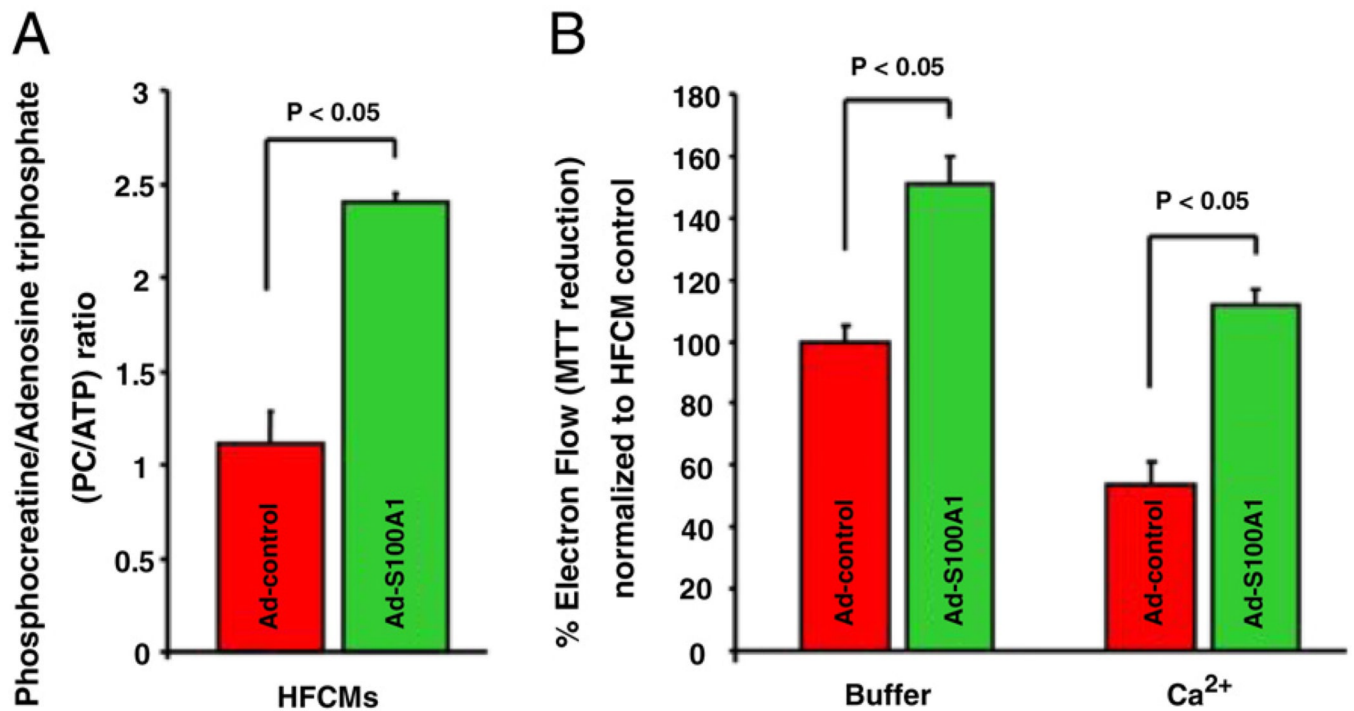 A
Phosphocreatine/Adenosine triphosphate
(PC/ATP) ratio
3
2.5
2
1.5
1
0.5
0
P < 0.05
Ad-control
Ad-S100A1
HFCMs
B
% Electron Flow (MTT reduction)
normalized to HFCM control
180
160
140
120
100
80
60
40
20
0
P < 0.05
P < 0.05
Ad-control
Ad-S100A1
Ad-control
Ad-S100A1
Buffer
Ca²⁺